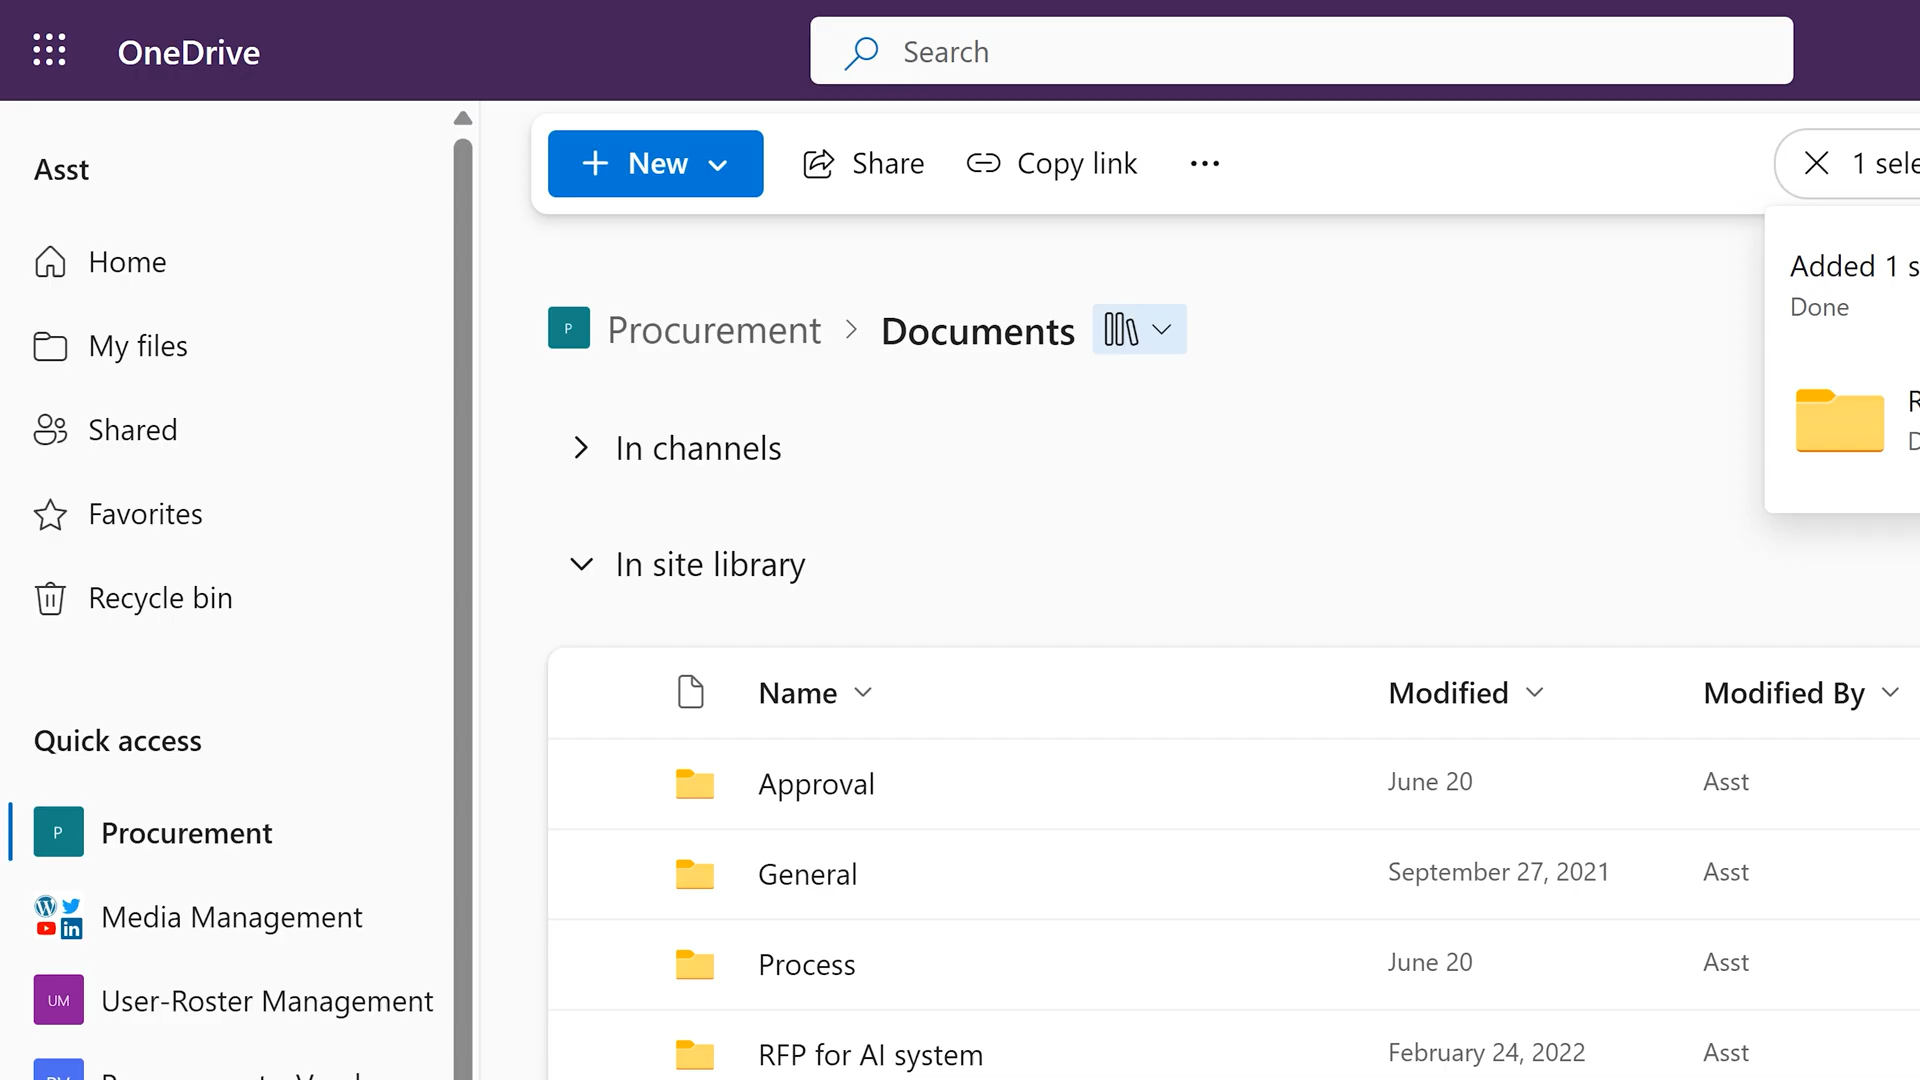 OneDrive
Search
Asst
Home
My files
Shared
Favorites
Recycle bin
Quick access
P Procurement
Media Management
UM User-Roster Management
New
Share
Copy link
1
Added 1
Done
P Procurement > Documents
In channels
In site library
Name Modified Modified By
Approval June 20 Asst
General September 27, 2021 Asst
Process June 20 Asst
RFP for AI system February 24, 2022 Asst